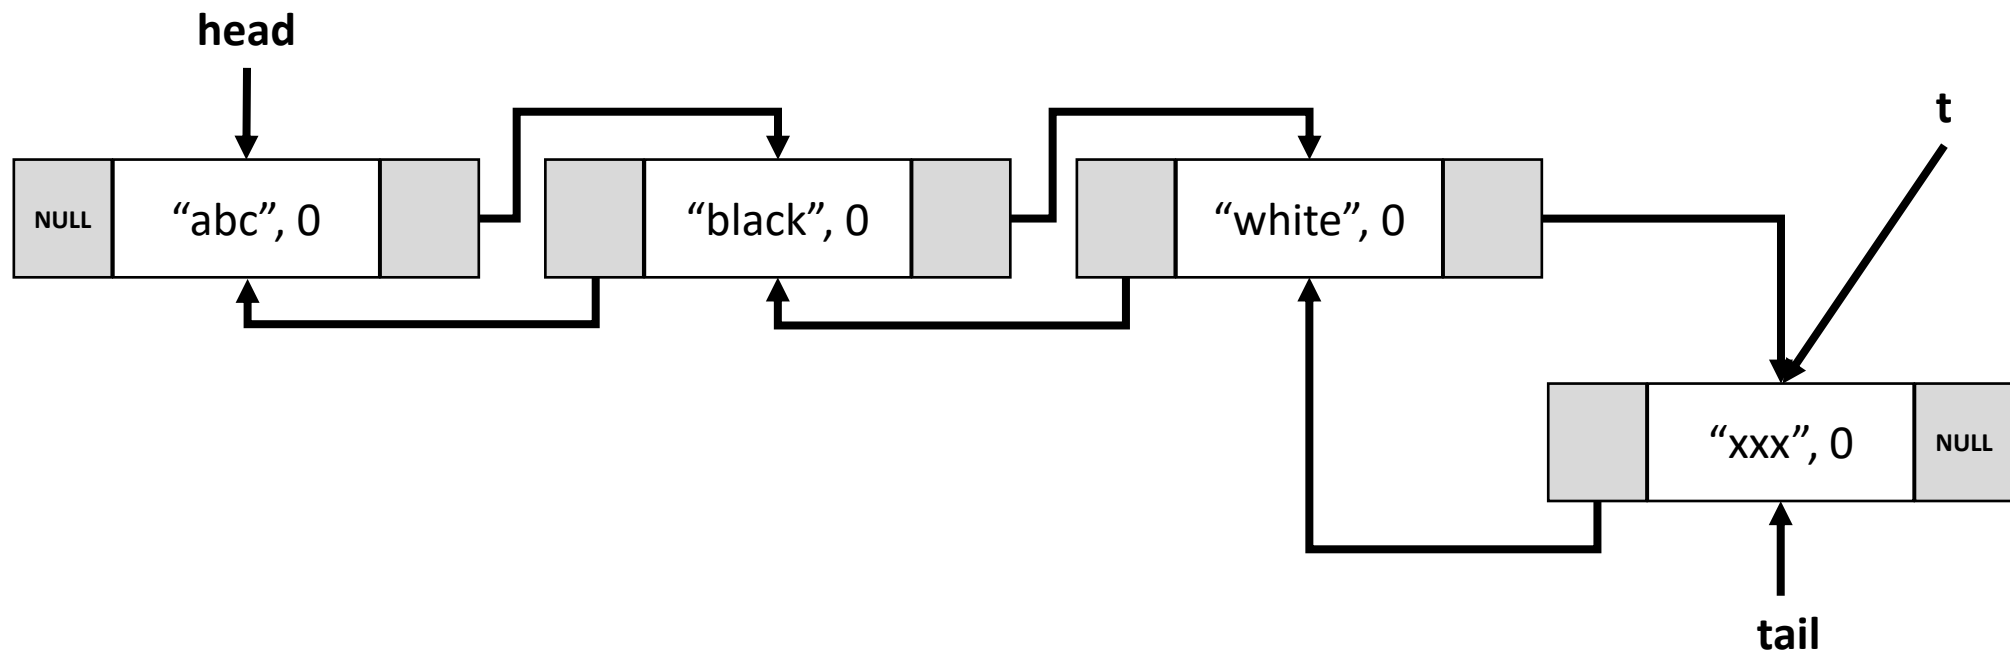 head
t
NULL
“abc”, 0
“black”, 0
“white”, 0
“xxx”, 0
NULL
tail